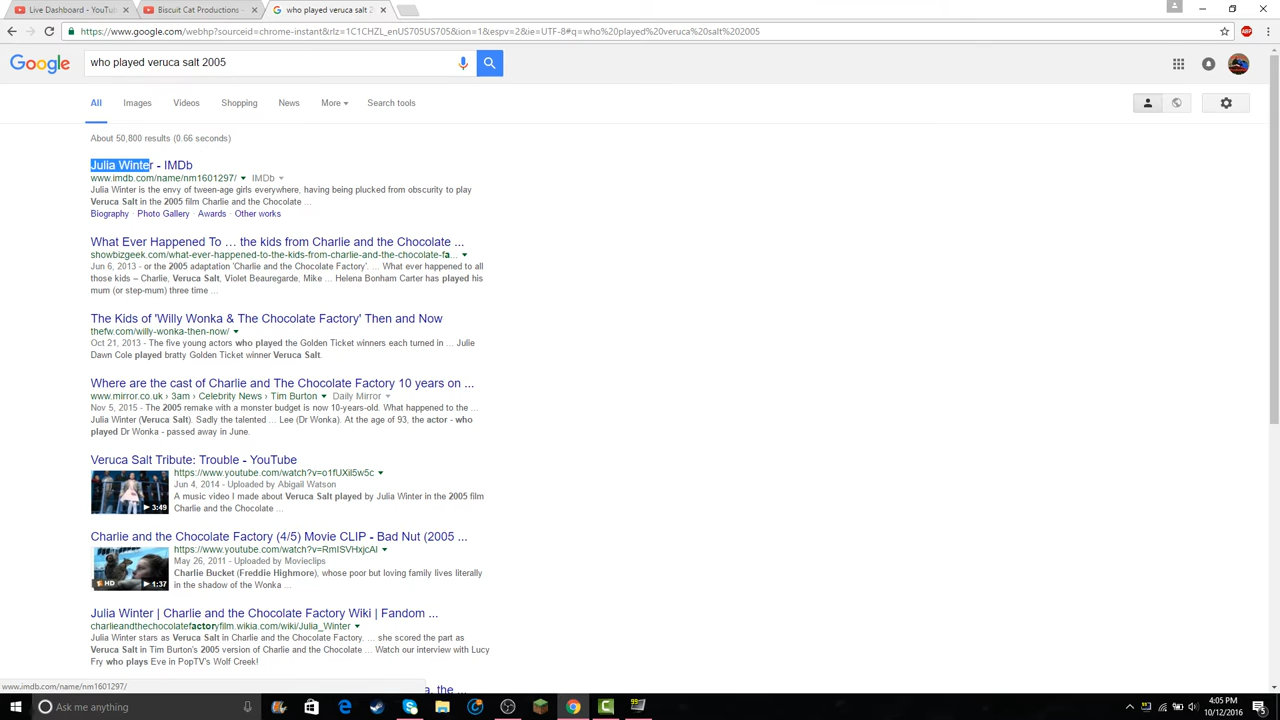 Live Dashboard - YouTu
Biscuit Cat Productions -
who played veruca salt 2
https://www.google.com/webhp?sourceid=chrome-instant&rlz=1C1CHZL_enUS705US705&ion=1&espv=2&ie=UTF-8#q=who%20played%20veruca%20salt%202005
ABP
Google
who played veruca salt 2005
All Images Videos Shopping News More Search tools
About 50,800 results (0.66 seconds)
Julia Winter - IMDb
www.imdb.com/name/nm1601297/ IMDb
Julia Winter is the envy of tween-age girls everywhere, having being plucked from obscurity to play
Veruca Salt in the 2005 film Charlie and the Chocolate ...
Biography · Photo Gallery · Awards · Other works
What Ever Happened To … the kids from Charlie and the Chocolate ...
showbizgeek.com/what-ever-happened-to-the-kids-from-charlie-and-the-chocolate-fa...
Jun 6, 2013 - or the 2005 adaptation 'Charlie and the Chocolate Factory'. ... What ever happened to all
those kids – Charlie, Veruca Salt, Violet Beauregarde, Mike ... Helena Bonham Carter has played his
mum (or step-mum) three time ...
The Kids of 'Willy Wonka & The Chocolate Factory' Then and Now
thefw.com/willy-wonka-then-now/
Oct 21, 2013 - The five young actors who played the Golden Ticket winners each turned in ... Julie
Dawn Cole played bratty Golden Ticket winner Veruca Salt.
Where are the cast of Charlie and The Chocolate Factory 10 years on ...
www.mirror.co.uk › 3am › Celebrity News › Tim Burton Daily Mirror
Nov 5, 2015 - The 2005 remake with a monster budget is now 10-years-old. What happened to the ...
Julia Winter (Veruca Salt). Sadly the talented ... Lee (Dr Wonka). At the age of 93, the actor - who
played Dr Wonka - passed away in June.
Veruca Salt Tribute: Trouble - YouTube
https://www.youtube.com/watch?v=o1fUXil5w5c
Jun 4, 2014 - Uploaded by Abigail Watson
A music video I made about Veruca Salt played by Julia Winter in the 2005 film
Charlie and the Chocolate ...
3:49
Charlie and the Chocolate Factory (4/5) Movie CLIP - Bad Nut (2005 ...
https://www.youtube.com/watch?v=RmISVHxjcAI
May 26, 2011 - Uploaded by Movieclips
Charlie Bucket (Freddie Highmore), whose poor but loving family lives literally
in the shadow of the Wonka ...
HD 1:37
Julia Winter | Charlie and the Chocolate Factory Wiki | Fandom ...
charlieandthechocolatefactoryfilm.wikia.com/wiki/Julia_Winter
Julia Winter stars as Veruca Salt in Charlie and the Chocolate Factory. ... she scored the part as
Veruca Salt in Tim Burton's 2005 version of Charlie and the Chocolate ... Watch our interview with Lucy
Fry who plays Eve in PopTV's Wolf Creek!
www.imdb.com/name/nm1601297/
a, the ...
Ask me anything
99
4:05 PM
10/12/2016